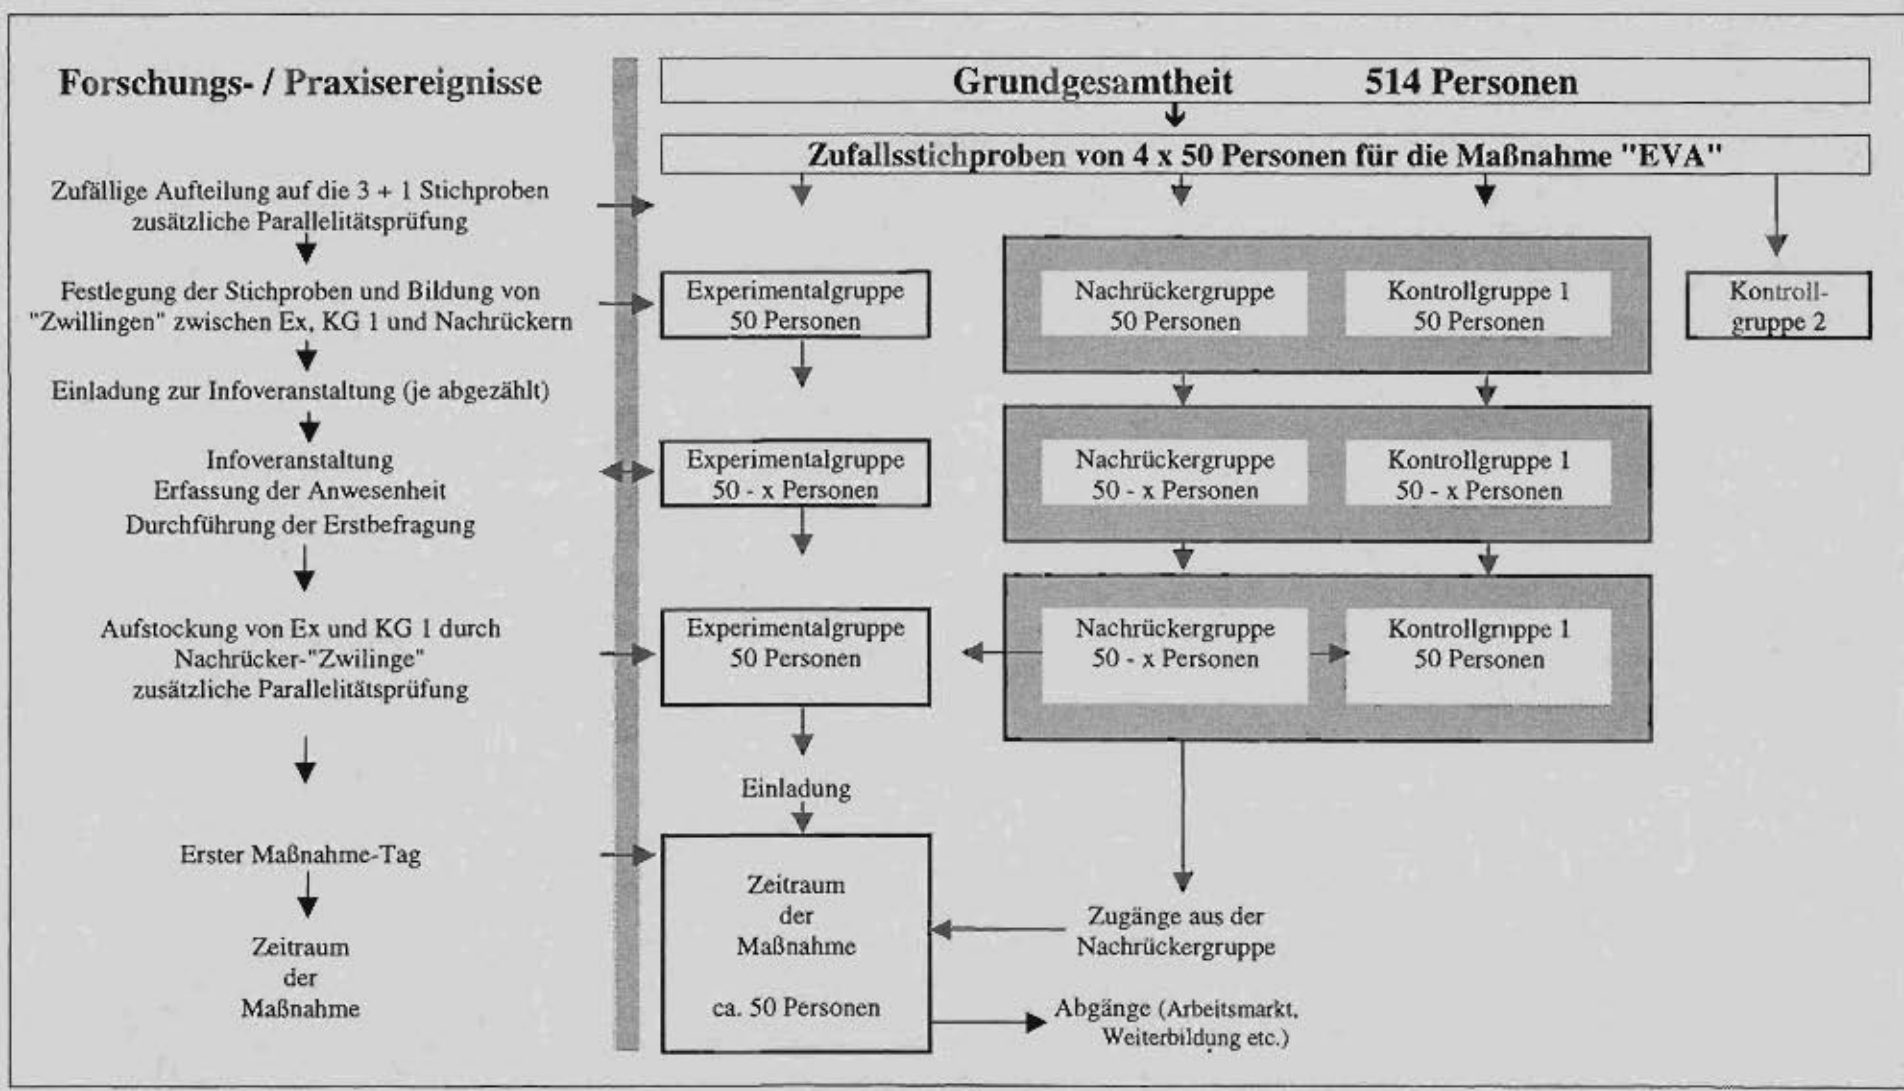 Forschungs- / Praxisereignisse
Grundgesamtheit 514 Personen
Zufallsstichproben von 4 x 50 Personen für die Maßnahme "EVA"
Zufällige Aufteilung auf die 3 + 1 Stichproben
zusätzliche Parallelitätsprüfung
Festlegung der Stichproben und Bildung von
"Zwillingen" zwischen Ex, KG 1 und Nachrückern
Experimentalgruppe
50 Personen
Nachrückergruppe
50 Personen
Kontrollgruppe 1
50 Personen
Kontroll-
gruppe 2
Einladung zur Infoveranstaltung (je abgezählt)
Infoveranstaltung
Erfassung der Anwesenheit
Durchführung der Erstbefragung
Experimentalgruppe
50 - x Personen
Nachrückergruppe
50 - x Personen
Kontrollgruppe 1
50 - x Personen
Aufstockung von Ex und KG 1 durch
Nachrücker-"Zwilinge"
zusätzliche Parallelitätsprüfung
Experimentalgruppe
50 Personen
Nachrückergruppe
50 - x Personen
Kontrollgruppe 1
50 Personen
Einladung
Erster Maßnahme-Tag
Zeitraum
der
Maßnahme
Zeitraum
der
Maßnahme
ca. 50 Personen
Zugänge aus der
Nachrückergruppe
Abgänge (Arbeitsmarkt,
Weiterbildung etc.)